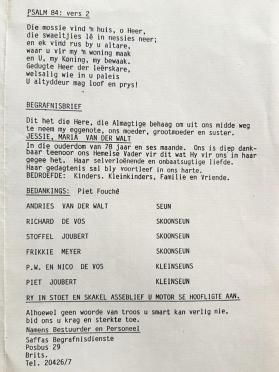 PSALM 84: vers 2
Die mossie vind 'n huis, o Heer,
die swaeltjies lê in nessies neer;
en ek vind rus by u altare,
waar u vir my 'n woning maak
en U, my Koning, my bewaak.
Gedugte Heer der leërskare,
welsalig wie in u paleis
U altyddeur mag loof en prys!
BEGRAFNISBRIEF
Dit het die Here, die Almagtige behaag om uit ons midde weg
te neem my eggenote, ons moeder, grootmoeder en suster.
JESSIE, MARIA VAN DER WALT
In die ouderdom van 70 jaar en ses maande. Ons is diep dank-
baar teenoor ons Hemelse Vader vir dit wat Hy vir ons in haar
gegee het. Haar selverloënende en onbaatsugtige liefde.
Haar gedagtenis sal bly voortleef in ons harte.
BEDROEFDE: Kinders, Kleinkinders, Familie en Vriende.
BEDANKINGS: Piet Fouché
ANDRIES VAN DER WALT SEUN
RICHARD DE VOS SKOONSEUN
STOFFEL JOUBERT SKOONSEUN
FRIKKIE MEYER SKOONSEUN
P.W. EN NICO DE VOS KLEINSEUNS
PIET JOUBERT KLEINSEUN
RY IN STOET EN SKAKEL ASSEBLIEF U MOTOR SE HOOFLIGTE AAN.
Alhoewel geen woorde van troos u smart kan verlig nie,
bid ons u krag en sterkte toe.
Namens Bestuurder en Personeel
Saffas Begrafnisdienste
Posbus 29
Brits.
Tel. 20426/7